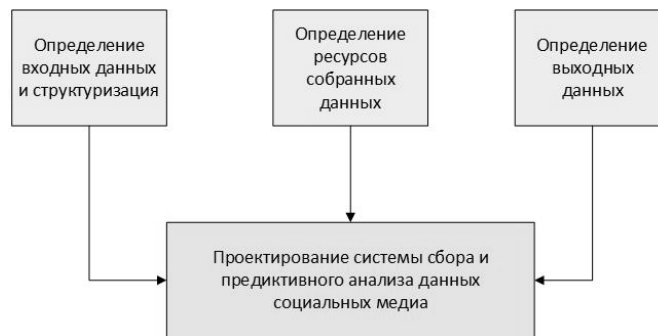 Определение
входных данных
и структуризация
Определение
ресурсов
собранных
данных
Определение
выходных
данных
Проектирование системы сбора и
предиктивного анализа данных
социальных медиа